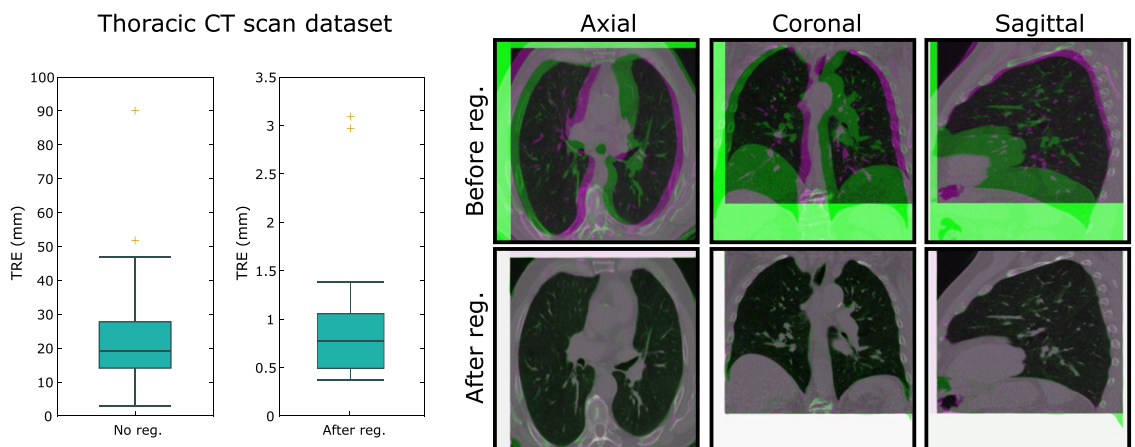 Thoracic CT scan dataset
TRE (mm)
100
90
80
70
60
50
40
30
20
10
0
No reg.
TRE (mm)
3.5
3
2.5
2
1.5
1
0.5
0
After reg.
Axial
Coronal
Sagittal
Before reg.
After reg.